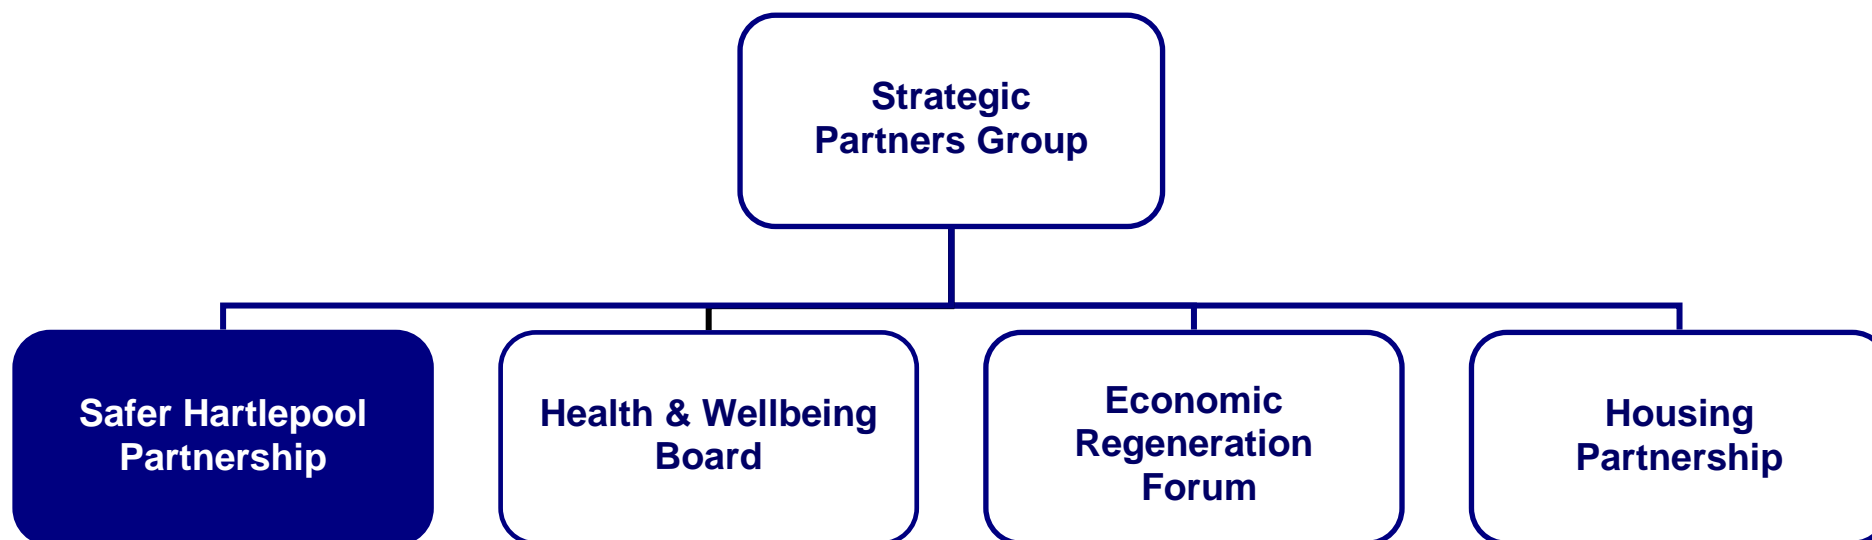 Strategic
Partners Group
Safer Hartlepool
Partnership
Health & Wellbeing
Board
Economic
Regeneration
Forum
Housing
Partnership